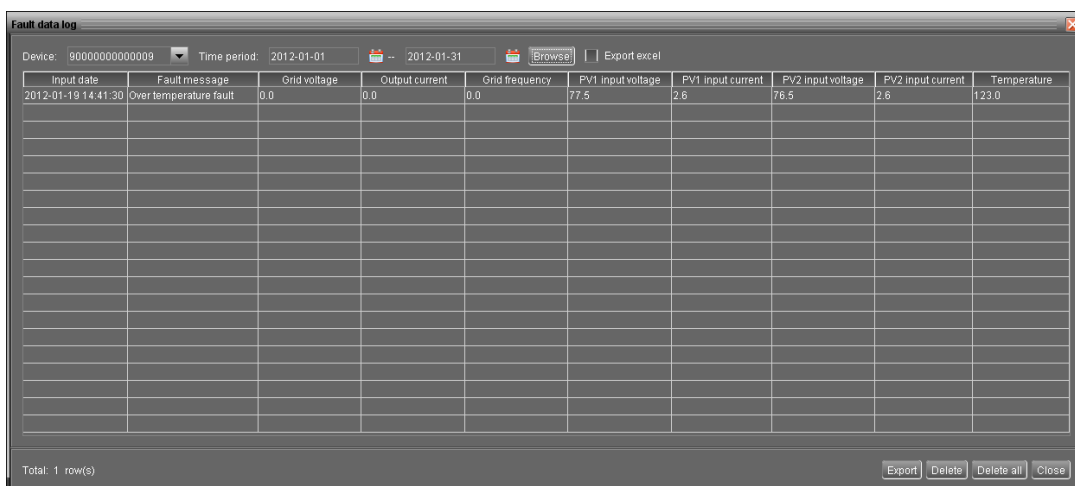 Fault data log
Device: 90000000000009 Time period: 2012-01-01 -- 2012-01-31 Browse Export excel
Input date Fault message Grid voltage Output current Grid frequency PV1 input voltage PV1 input current PV2 input voltage PV2 input current Temperature
2012-01-19 14:41:30 Over temperature fault 0.0 0.0 0.0 77.5 2.6 76.5 2.6 123.0
Total: 1 row(s) Export Delete Delete all Close